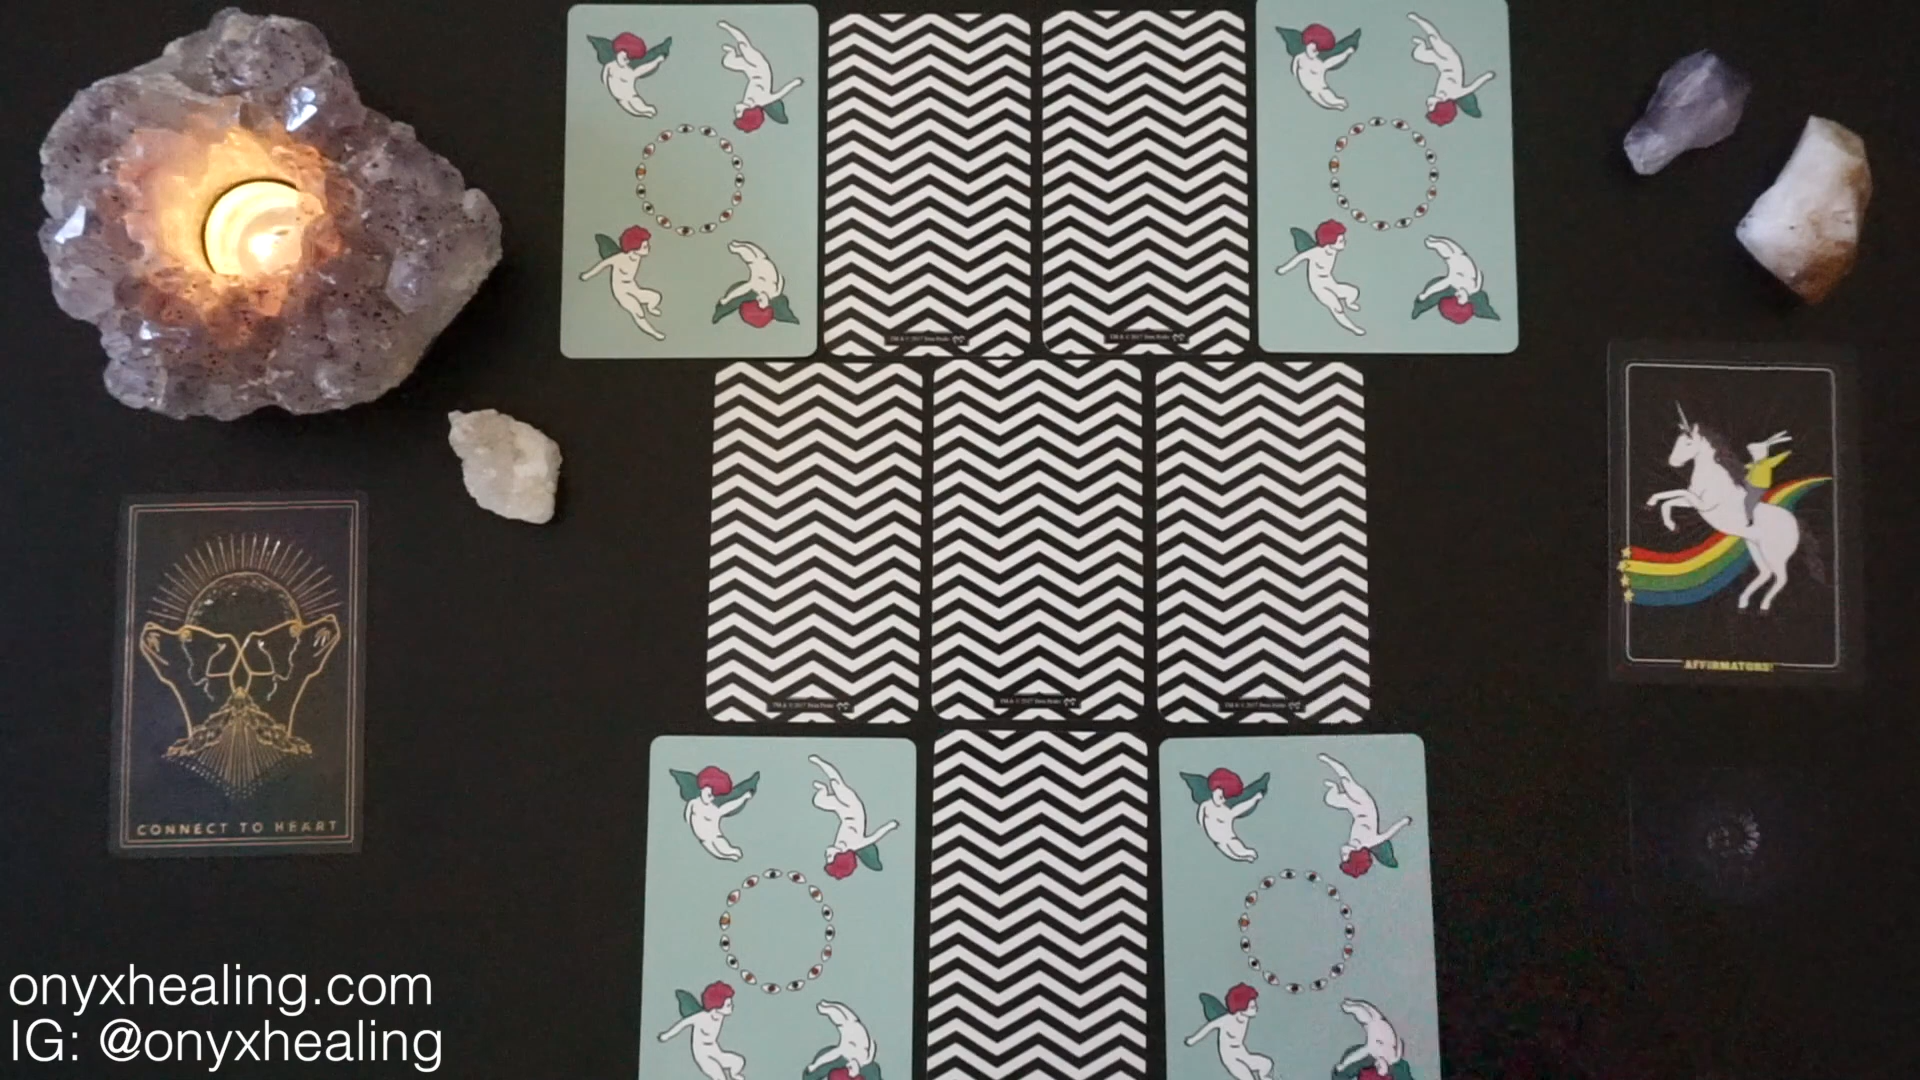 CONNECT TO HEART
AFFIRMATORS!
onyxhealing.com
IG: @onyxhealing